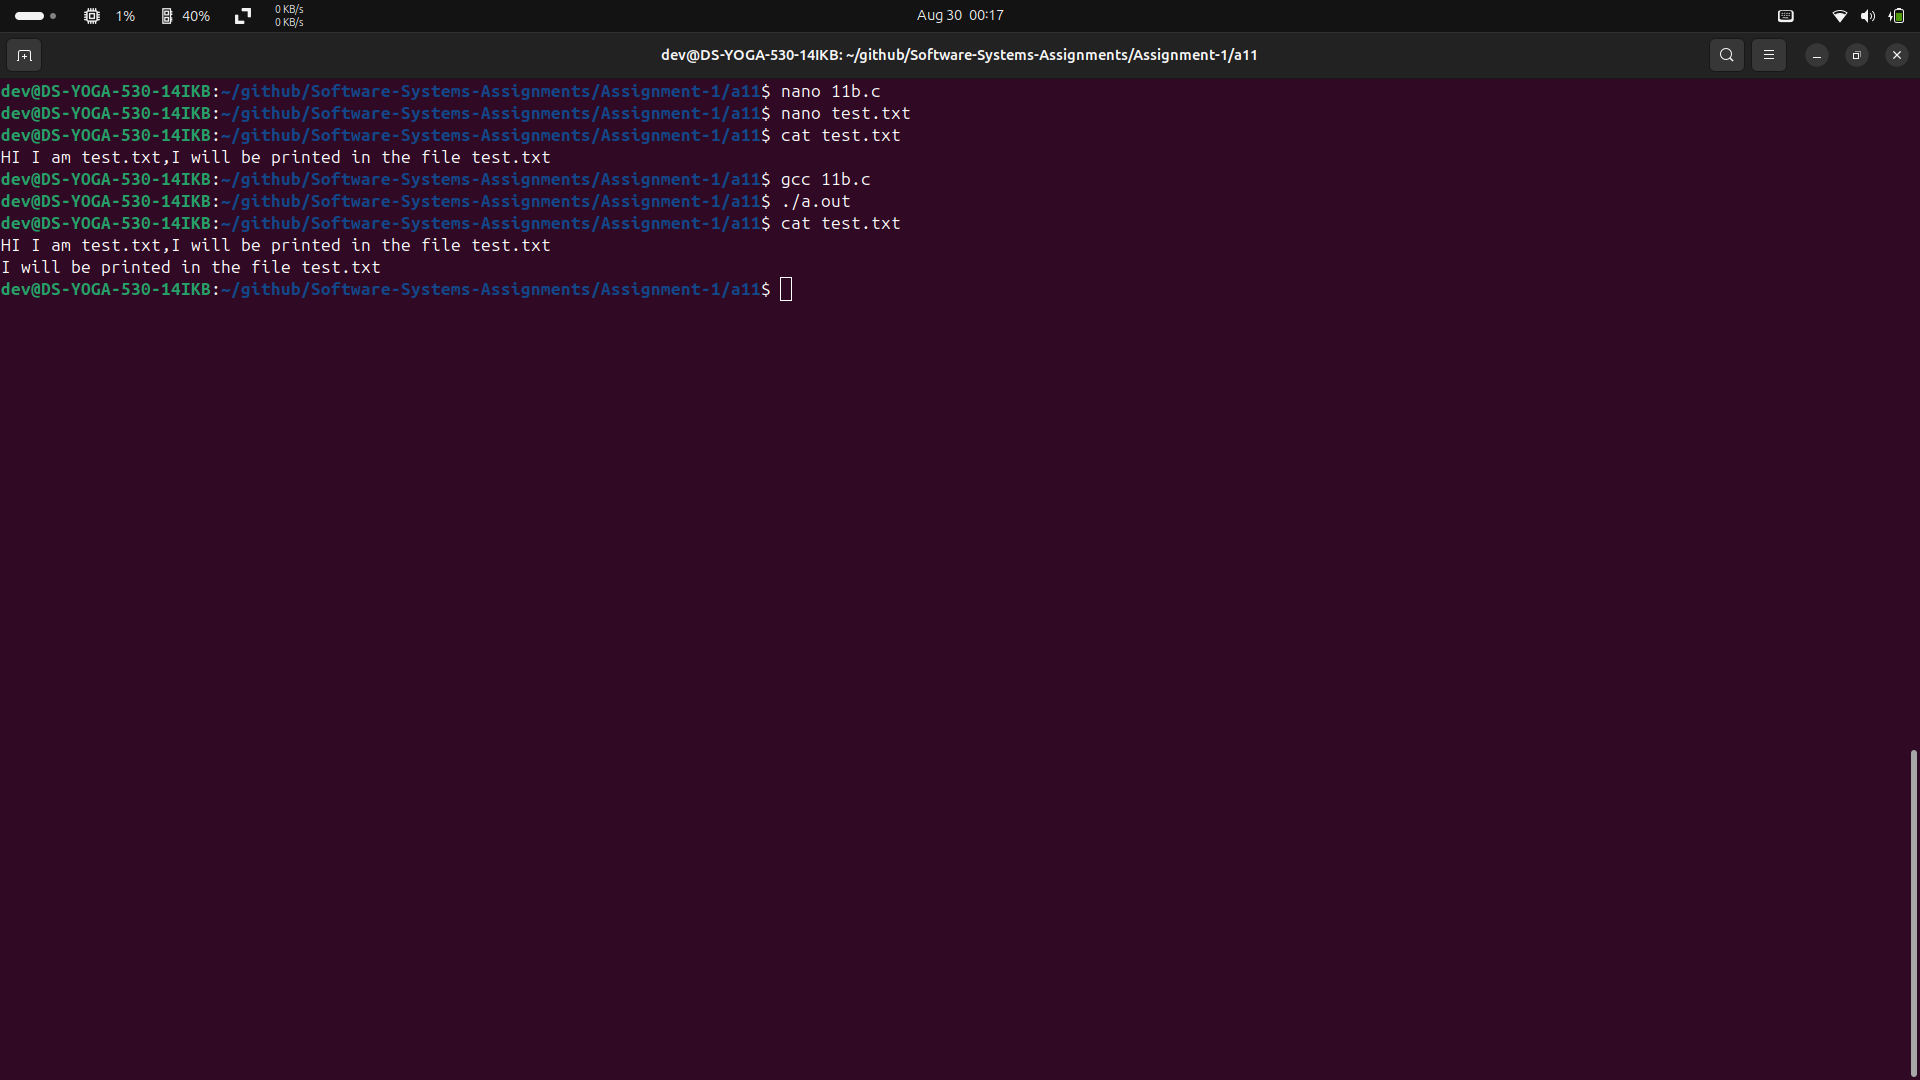 1% 40% 0 KB/s
0 KB/s
Aug 30 00:17
dev@DS-YOGA-530-14IKB: ~/github/Software-Systems-Assignments/Assignment-1/a11
dev@DS-YOGA-530-14IKB:~/github/Software-Systems-Assignments/Assignment-1/a11$ nano 11b.c
dev@DS-YOGA-530-14IKB:~/github/Software-Systems-Assignments/Assignment-1/a11$ nano test.txt
dev@DS-YOGA-530-14IKB:~/github/Software-Systems-Assignments/Assignment-1/a11$ cat test.txt
HI I am test.txt,I will be printed in the file test.txt
dev@DS-YOGA-530-14IKB:~/github/Software-Systems-Assignments/Assignment-1/a11$ gcc 11b.c
dev@DS-YOGA-530-14IKB:~/github/Software-Systems-Assignments/Assignment-1/a11$ ./a.out
dev@DS-YOGA-530-14IKB:~/github/Software-Systems-Assignments/Assignment-1/a11$ cat test.txt
HI I am test.txt,I will be printed in the file test.txt
I will be printed in the file test.txt
dev@DS-YOGA-530-14IKB:~/github/Software-Systems-Assignments/Assignment-1/a11$